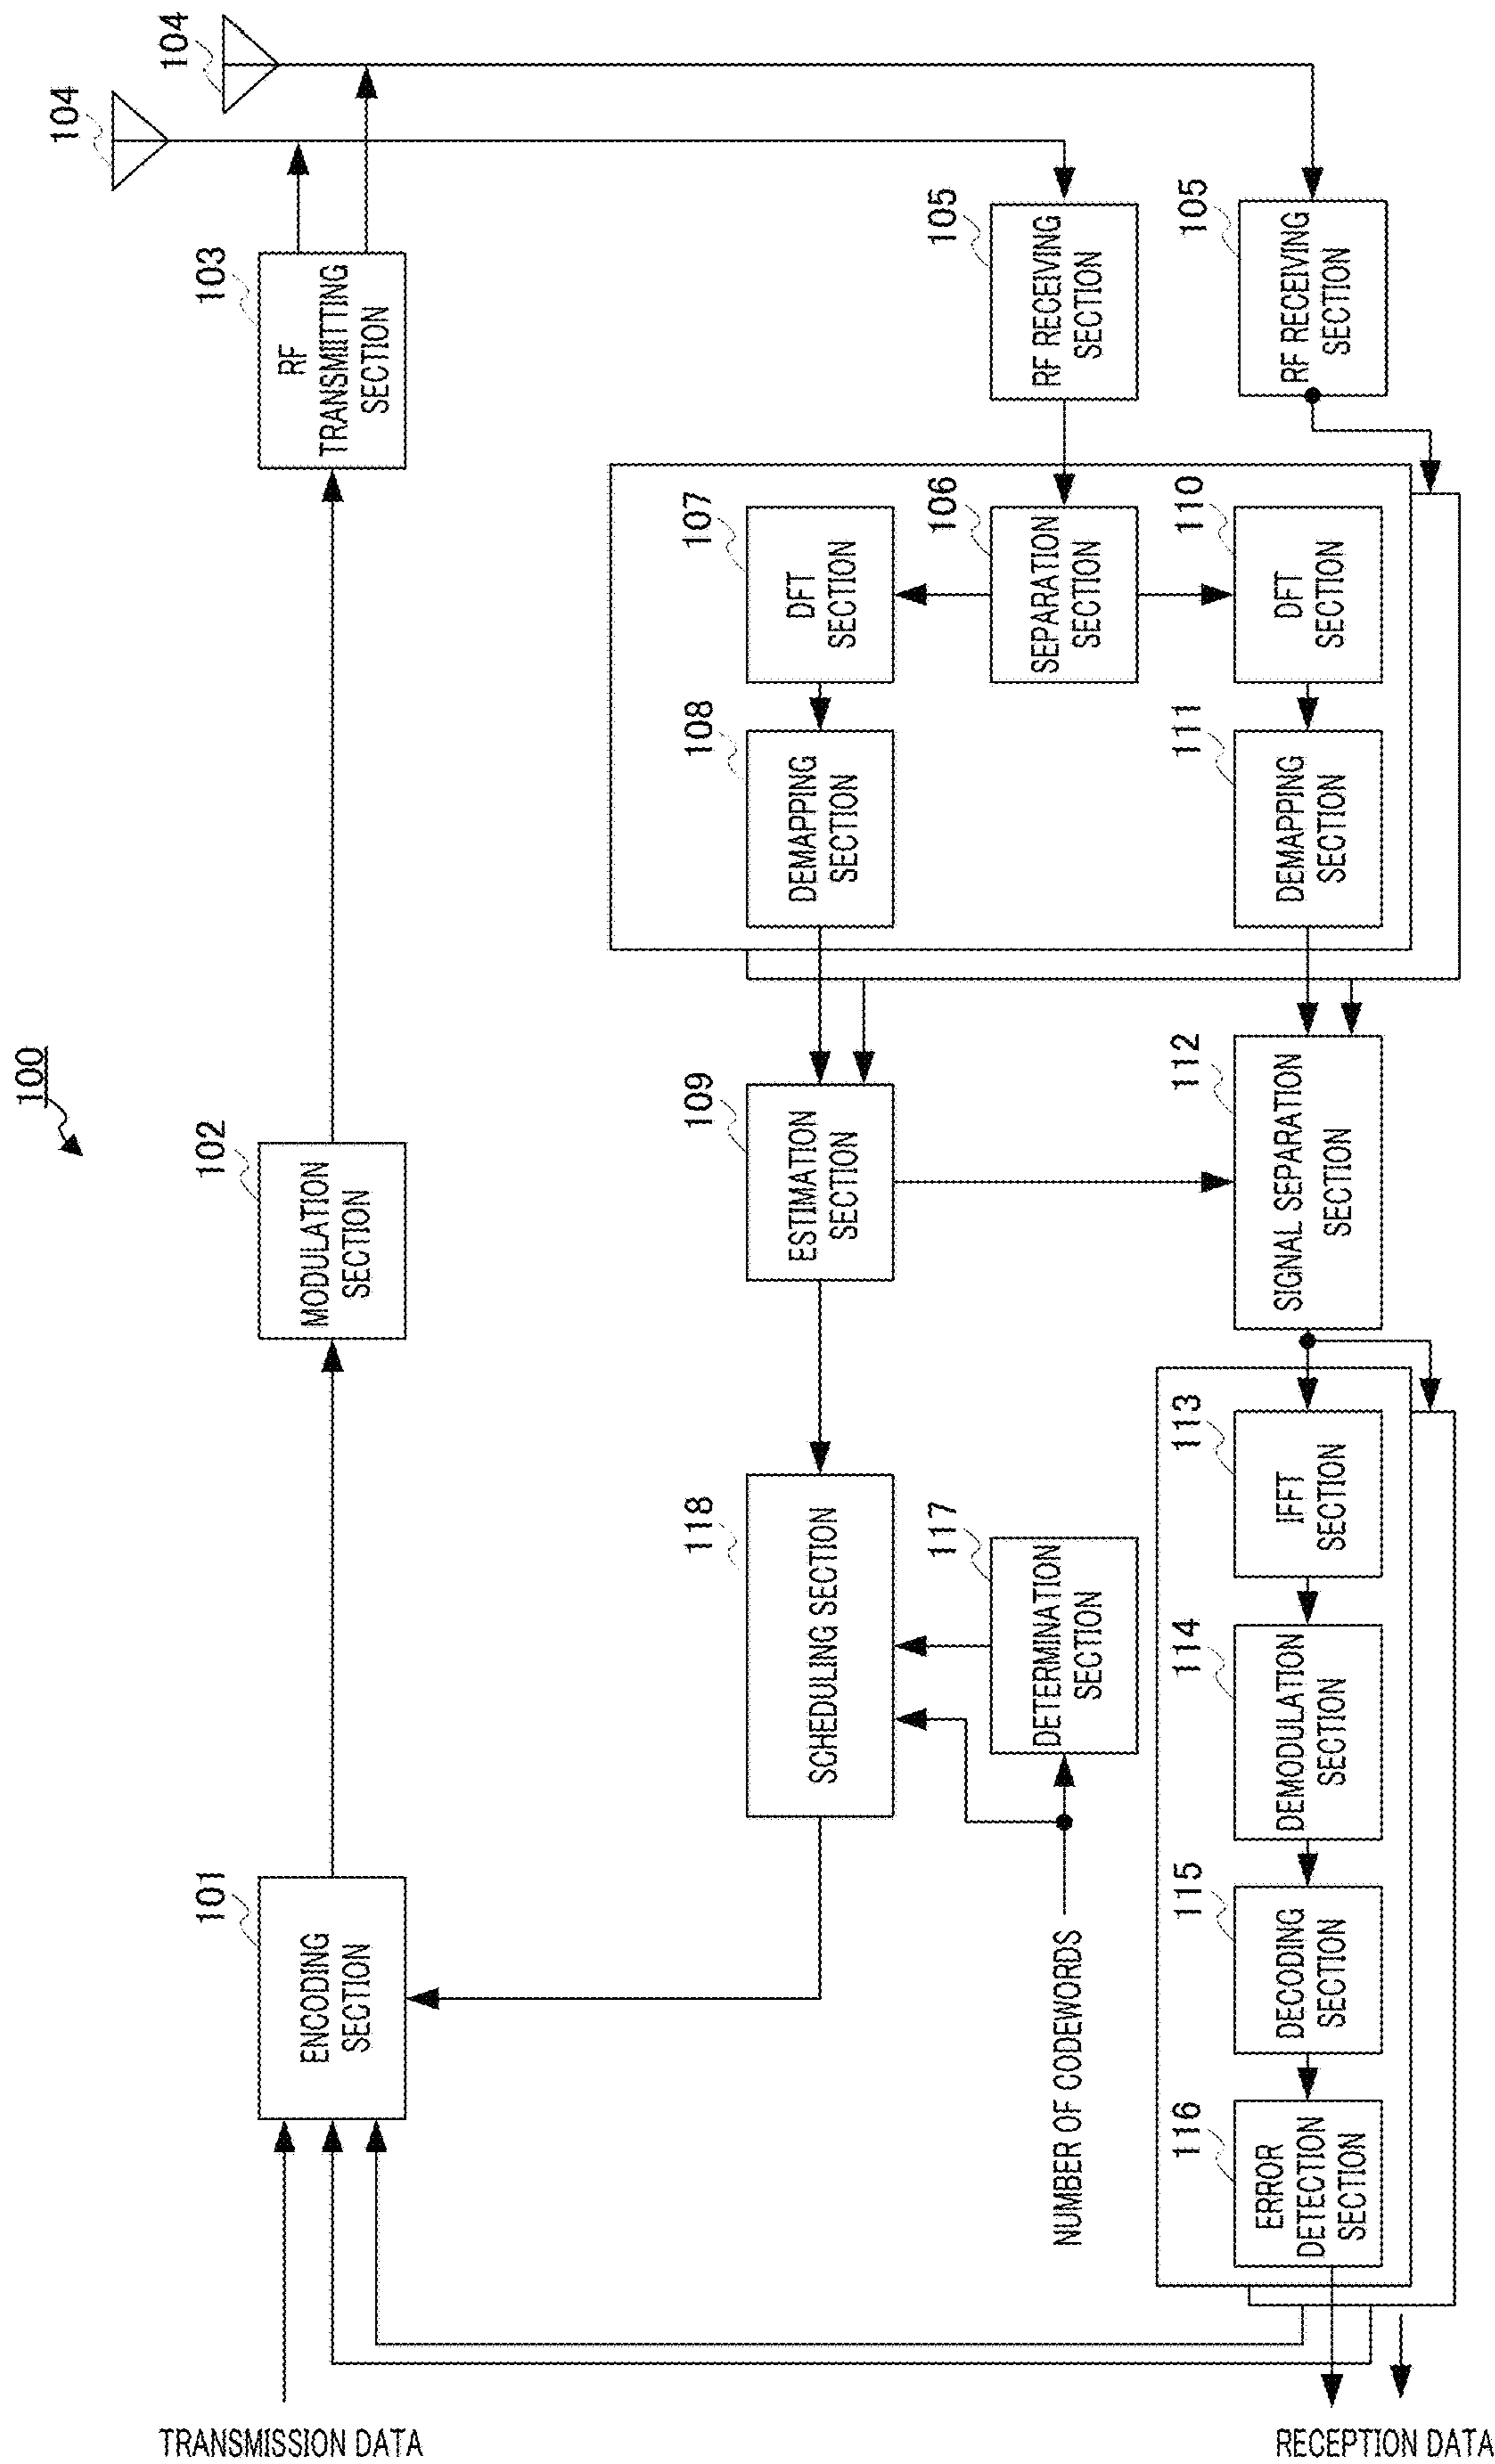 100
TRANSMISSION DATA
101
ENCODING
SECTION
102
MODULATION
SECTION
103
RF
TRANSMITTING
SECTION
104
104
118
SCHEDULING SECTION
109
ESTIMATION
SECTION
108
DEMAPPING
SECTION
107
DFT
SECTION
NUMBER OF CODEWORDS
117
DETERMINATION
SECTION
106
SEPARATION
SECTION
105
RF RECEIVING
SECTION
116
ERROR
DETECTION
SECTION
115
DECODING
SECTION
114
DEMODULATION
SECTION
113
IFFT
SECTION
112
SIGNAL SEPARATION
SECTION
111
DEMAPPING
SECTION
110
DFT
SECTION
105
RF RECEIVING
SECTION
RECEPTION DATA